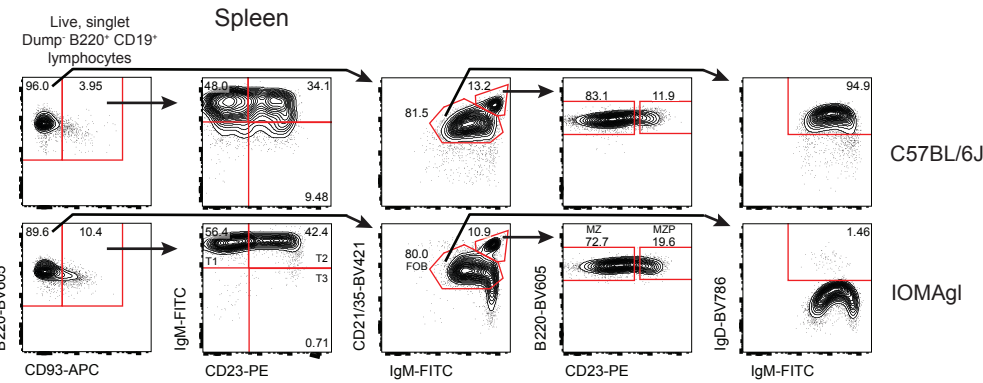 Spleen
Live, singlet
Dump⁻ B220⁺ CD19⁺
lymphocytes
96.0 3.95
48.0 34.1
9.48
13.2
81.5
83.1 11.9
94.9
C57BL/6J
89.6 10.4
56.4 42.4
T1 T2
T3
0.71
10.9
80.0
FOB
MZ MZP
72.7 19.6
1.46
IOMAgl
B220-BV605
CD93-APC
IgM-FITC
CD23-PE
CD21/35-BV421
IgM-FITC
B220-BV605
CD23-PE
IgD-BV786
IgM-FITC